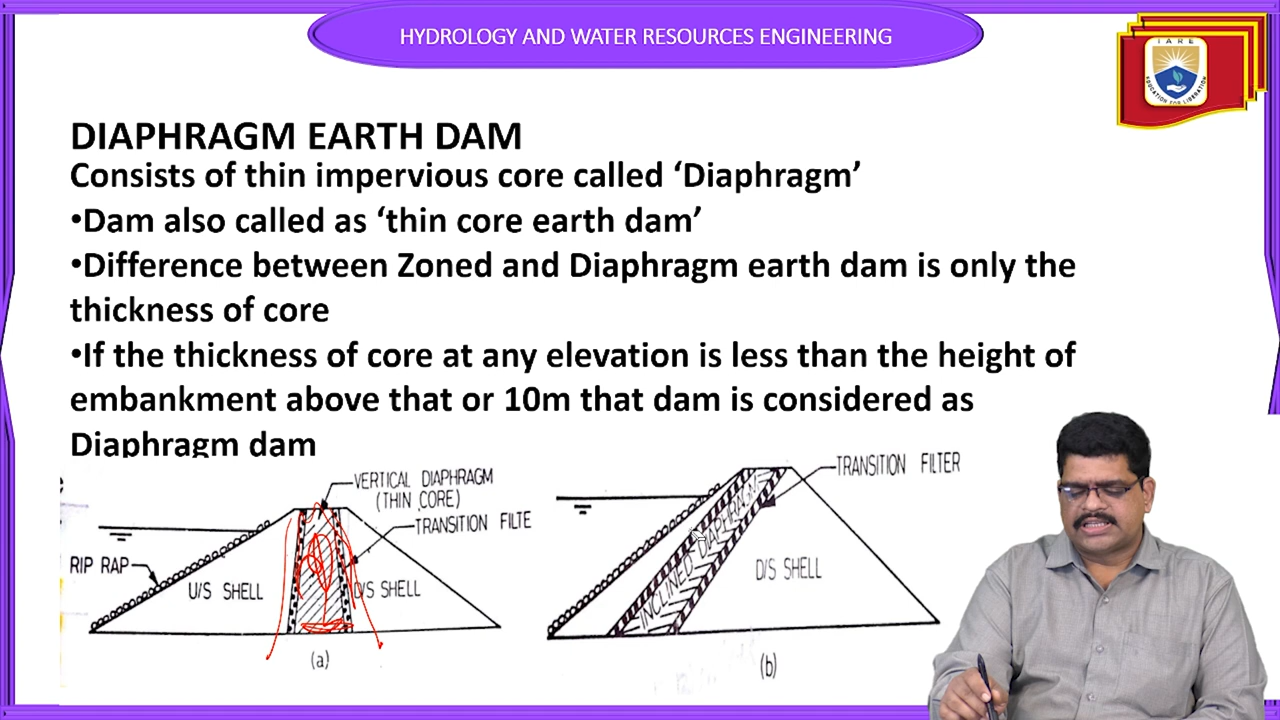 HYDROLOGY AND WATER RESOURCES ENGINEERING
IARE
EDUCATION FOR LIBERATION
DIAPHRAGM EARTH DAM
Consists of thin impervious core called ‘Diaphragm’
•Dam also called as ‘thin core earth dam’
•Difference between Zoned and Diaphragm earth dam is only the
thickness of core
•If the thickness of core at any elevation is less than the height of
embankment above that or 10m that dam is considered as
Diaphragm dam
VERTICAL DIAPHRAGM
(THIN CORE)
TRANSITION FILTE
RIP RAP
U/S SHELL
D/S SHELL
(a)
TRANSITION FILTER
INCLINED DIAPHRAGM
D/S SHELL
(b)